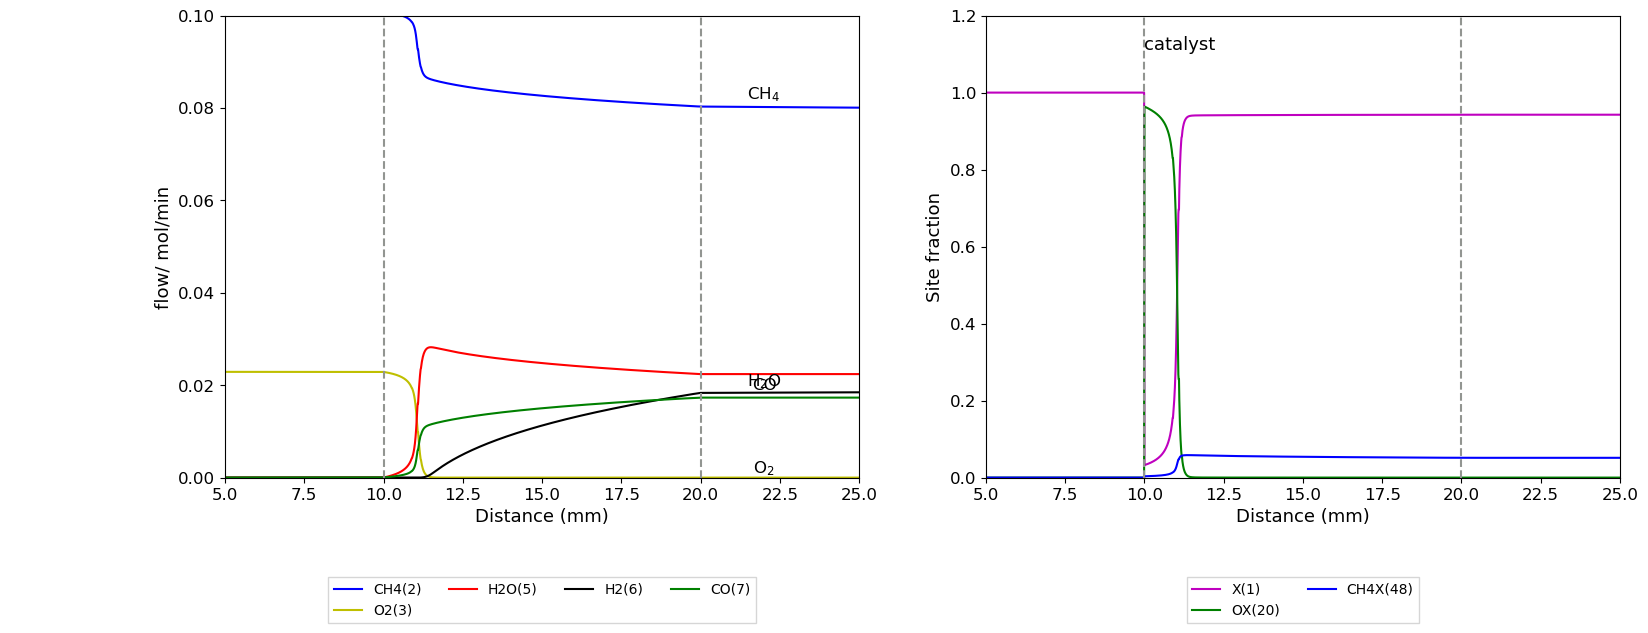 0.10
0.08
0.06
0.04
0.02
0.00
flow/ mol/min
CH4
H2O
CO
O2
5.0 7.5 10.0 12.5 15.0 17.5 20.0 22.5 25.0
Distance (mm)
CH4(2) H2O(5) H2(6) CO(7)
O2(3)
1.2
1.0
0.8
0.6
0.4
0.2
0.0
Site fraction
catalyst
5.0 7.5 10.0 12.5 15.0 17.5 20.0 22.5 25.0
Distance (mm)
X(1) CH4X(48)
OX(20)